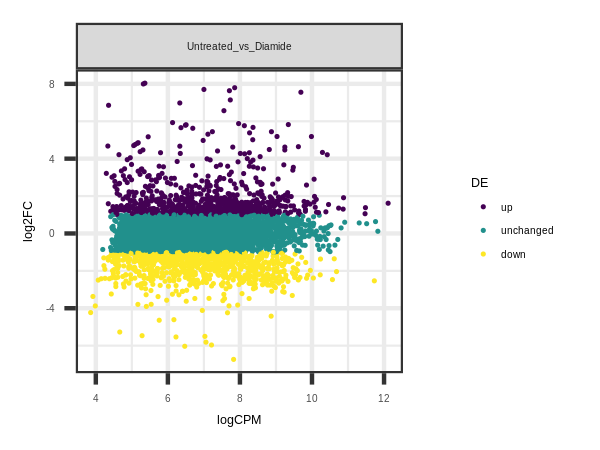 Untreated_vs_Diamide
8
4
0
-4
log2FC
4
6
8
10
12
logCPM
DE
up
unchanged
down